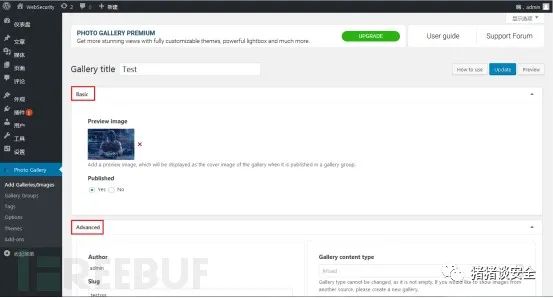 WebSecurity 2 0 新建
admin
显示选项
仪表盘
文章
媒体
页面
评论
外观
插件 1
用户
工具
设置
Photo Gallery
Add Galleries/Images
Gallery Groups
Tags
Options
Themes
Add-ons
收起菜单
PHOTO GALLERY PREMIUM
Get more stunning views with fully customizable themes, powerful lightbox and much more.
UPGRADE
User guide
Support Forum
Gallery title Test
How to use Update Preview
Basic
Preview image
Add a preview image, which will be displayed as the cover image of the gallery when it is published in a gallery group.
Published
Yes No
Advanced
Author
admin
Slug
Gallery content type
Mixed
Gallery type cannot be changed, as it is not empty. If you would like to show images from another source, please create a new gallery.
FREEBUF
猪猪谈安全